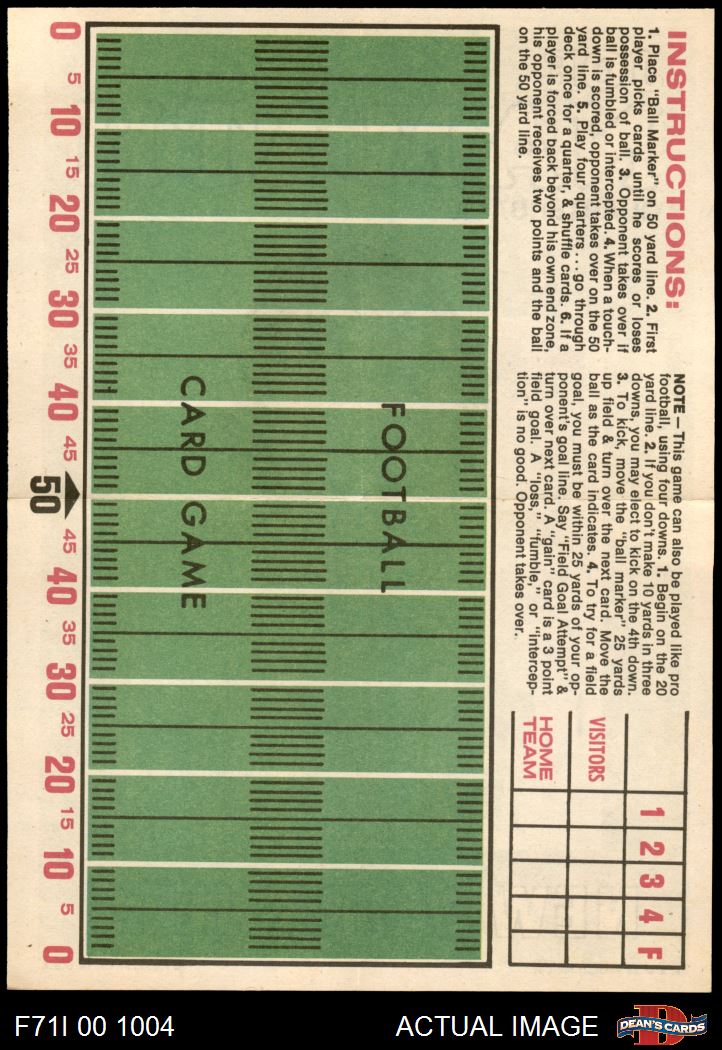 INSTRUCTIONS:
1. Place "Ball Marker" on 50 yard line. 2. First
player picks cards until he scores or loses
possession of ball. 3. Opponent takes over if
ball is fumbled or intercepted. 4. When a touch-
down is scored, opponent takes over on the 50
yard line. 5. Play four quarters ... go through
deck once for a quarter, & shuffle cards. 6. If a
player is forced back beyond his own end zone,
his opponent receives two points and the ball
on the 50 yard line.
NOTE – This game can also be played like pro
football, using four downs. 1. Begin on the 20
yard line. 2. If you don't make 10 yards in three
downs, you may elect to kick on the 4th down.
3. To kick, move the "ball marker" 25 yards
up field & turn over the next card. Move the
ball as the card indicates. 4. To try for a field
goal, you must be within 25 yards of your op-
ponent's goal line. Say "Field Goal Attempt" &
turn over next card. A "gain" card is a 3 point
field goal. A "loss," "fumble," or "intercep-
tion" is no good. Opponent takes over.
1 2 3 4 F
VISITORS
HOME
TEAM
FOOTBALL
CARD GAME
0 5 10 15 20 25 30 35 40 45 50 45 40 35 30 25 20 15 10 5 0
F71I 00 1004
ACTUAL IMAGE
D
DEAN'S CARDS